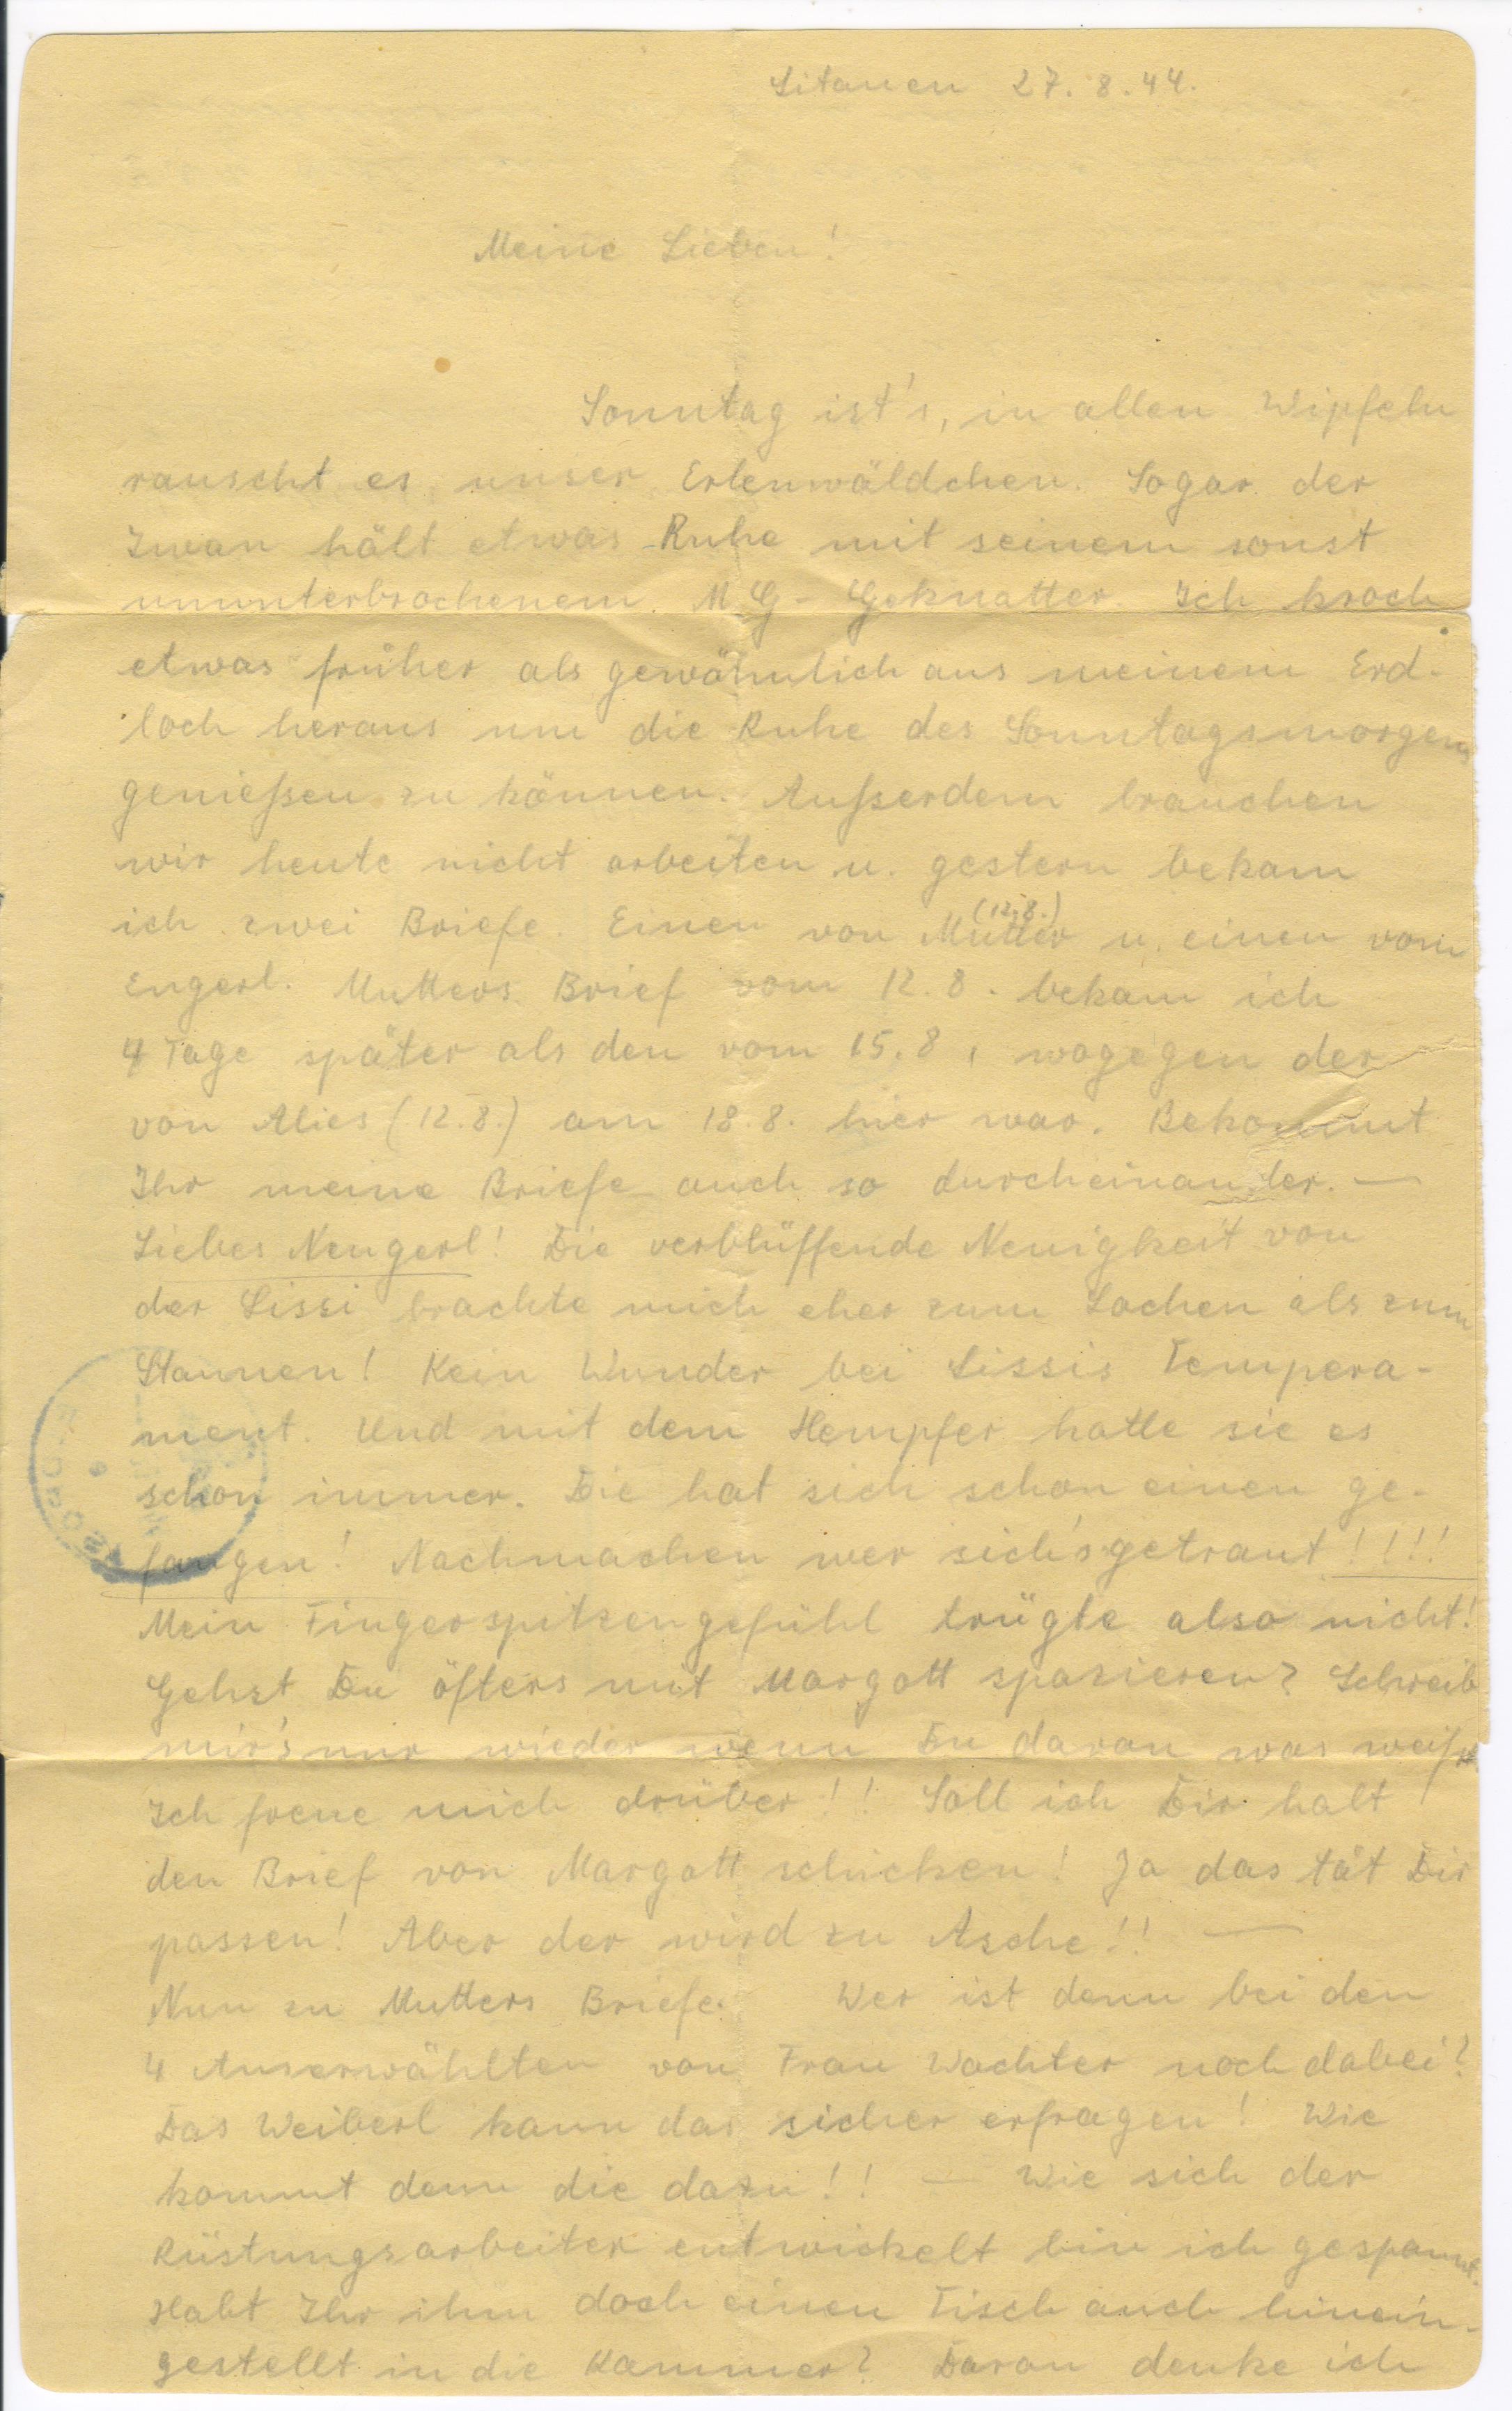 Litauen 27.8.44.
Meine Lieben!
Sonntag ist's, in allen Wipfeln
rauscht es unser Erlenwäldchen. Sogar der
Iwan hält etwas Ruhe mit seinem sonst
ununterbrochenem MG-Geknatter. Ich kroch
etwas früher als gewöhnlich aus meinem Erd-
loch heraus um die Ruhe des Sonntagsmorgens
genießen zu können. Außerdem brauchen
wir heute nicht arbeiten u. gestern bekam
(12.8.)
ich zwei Briefe. Einen von Mutter u. einen vom
Engerl. Mutters Brief vom 12.8. bekam ich
4 Tage später als den vom 15.8, wogegen der
von Alies (12.8.) am 18.8. hier war. Bekommt
Ihr meine Briefe auch so durcheinander. —
Liebes Nengerl! Die verblüffende Neuigkeit von
der Lissi brachte mich eher zum Lachen als zum
Staunen! Kein Wunder bei Lissis Tempera-
ment. Und mit dem Hempfer hatte sie es
schon immer. Die hat sich schon einen ge-
fangen! Nachmachen wer sich's getraut!!!!
Mein Fingerspitzengefühl trügte also nicht!
Gehst Du öfters mit Margott spazieren? Schreib
mir's nur wieder wenn Du davon was weißt.
Ich freue mich drüber!! Soll ich Dir halt
den Brief von Margott schicken! Ja das tät Dir
passen! Aber der wird zu Asche!! —
Nun zu Mutters Briefe. Wer ist denn bei den
4 Auserwählten von Frau Wachter noch dabei?
Das Weiberl kann das sicher erfragen! Wie
kommt denn die dazu!! — Wie sich der
Rüstungsarbeiter entwickelt bin ich gespannt.
Habt Ihr ihm doch einen Tisch auch hinein-
gestellt in die Kammer? Daran denke ich